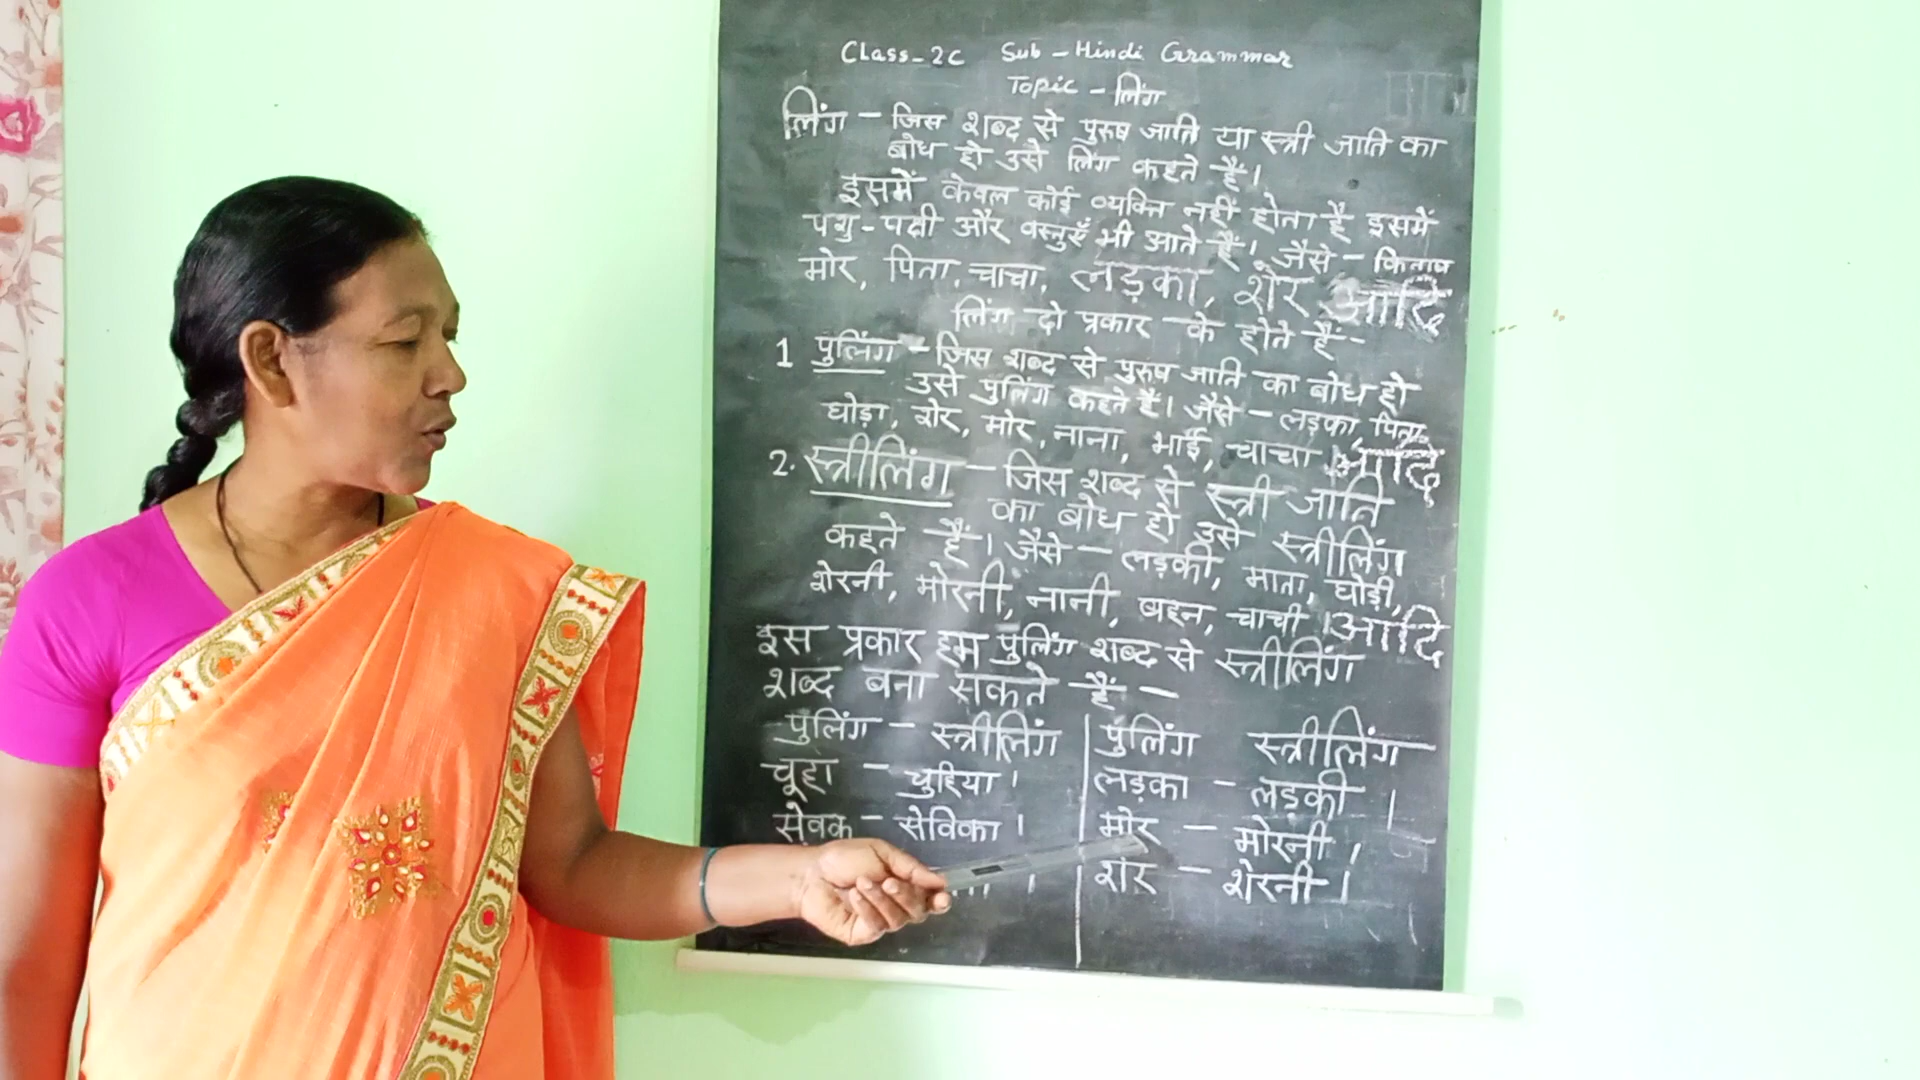 Class-2C Sub-Hindi Grammar
Topic - लिंग
लिंग - जिस शब्द से पुरुष जाति या स्त्री जाति का
बोध हो उसे लिंग कहते हैं।
इसमें केवल कोई व्यक्ति नहीं होता है इसमें
पशु-पक्षी और वस्तुएँ भी आते हैं। जैसे - किताब
मोर, पिता, चाचा, लड़का, शेर आदि
लिंग दो प्रकार के होते हैं-
1 पुलिंग - जिस शब्द से पुरुष जाति का बोध हो
उसे पुलिंग कहते हैं। जैसे - लड़का, पिता,
घोड़ा, शेर, मोर, नाना, भाई, चाचा आदि
2. स्त्रीलिंग - जिस शब्द से स्त्री जाति
का बोध हो उसे स्त्रीलिंग
कहते हैं। जैसे - लड़की, माता, घोड़ी,
शेरनी, मोरनी, नानी, बहन, चाची । आदि
इस प्रकार हम पुलिंग शब्द से स्त्रीलिंग
शब्द बना सकते हैं -
पुलिंग - स्त्रीलिंग | पुलिंग स्त्रीलिंग
चूहा - चुहिया । | लड़का - लड़की ।
सेवक - सेविका । | मोर - मोरनी ।
शेर - शेरनी ।